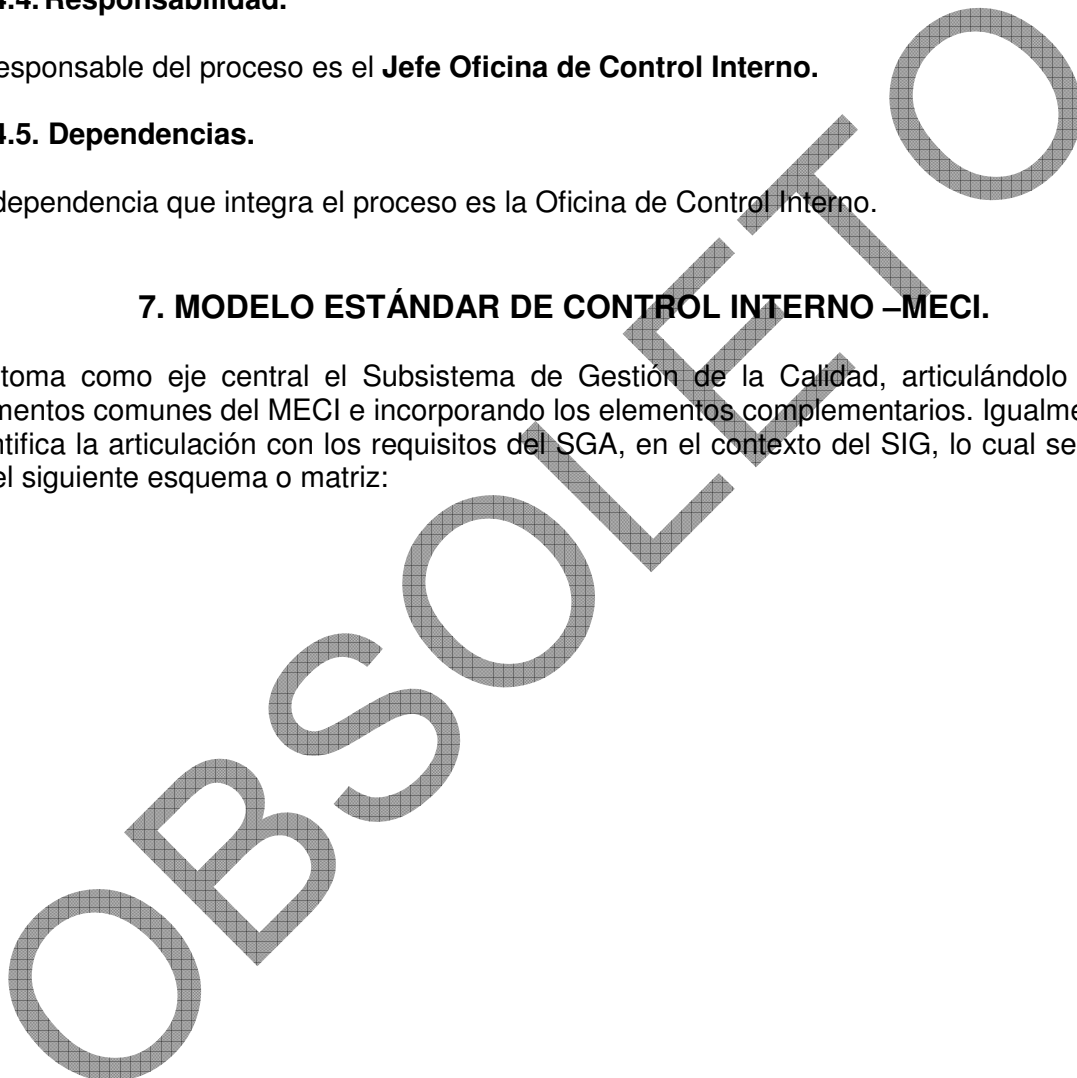 4.4. Responsabilidad.
esponsable del proceso es el Jefe Oficina de Control Interno.
4.5. Dependencias.
dependencia que integra el proceso es la Oficina de Control Interno.
7. MODELO ESTÁNDAR DE CONTROL INTERNO –MECI.
toma como eje central el Subsistema de Gestión de la Calidad, articulándolo
mentos comunes del MECI e incorporando los elementos complementarios. Igualme
ntifica la articulación con los requisitos del SGA, en el contexto del SIG, lo cual se
el siguiente esquema o matriz:
OBSOLETO